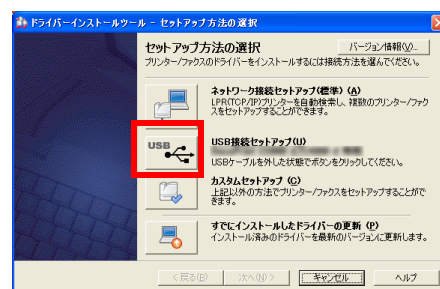 ドライバーインストールツール - セットアップ方法の選択
セットアップ方法の選択
バージョン情報(V)...
プリンター/ファクスのドライバーをインストールするには接続方法を選んでください。
ネットワーク接続セットアップ(標準) (A)
LPR(TCP/IP)プリンターを自動検索し、複数のプリンター/ファク
スをセットアップすることができます。
USB
USB接続セットアップ(U)
USBケーブルを外した状態でボタンをクリックしてください。
カスタムセットアップ (C)
上記以外の方法でプリンター/ファクスをセットアップすることがで
きます。
すでにインストールしたドライバーの更新 (P)
インストール済みのドライバーを最新のバージョンに更新します。
< 戻る(B)
次へ(N) >
キャンセル
ヘルプ